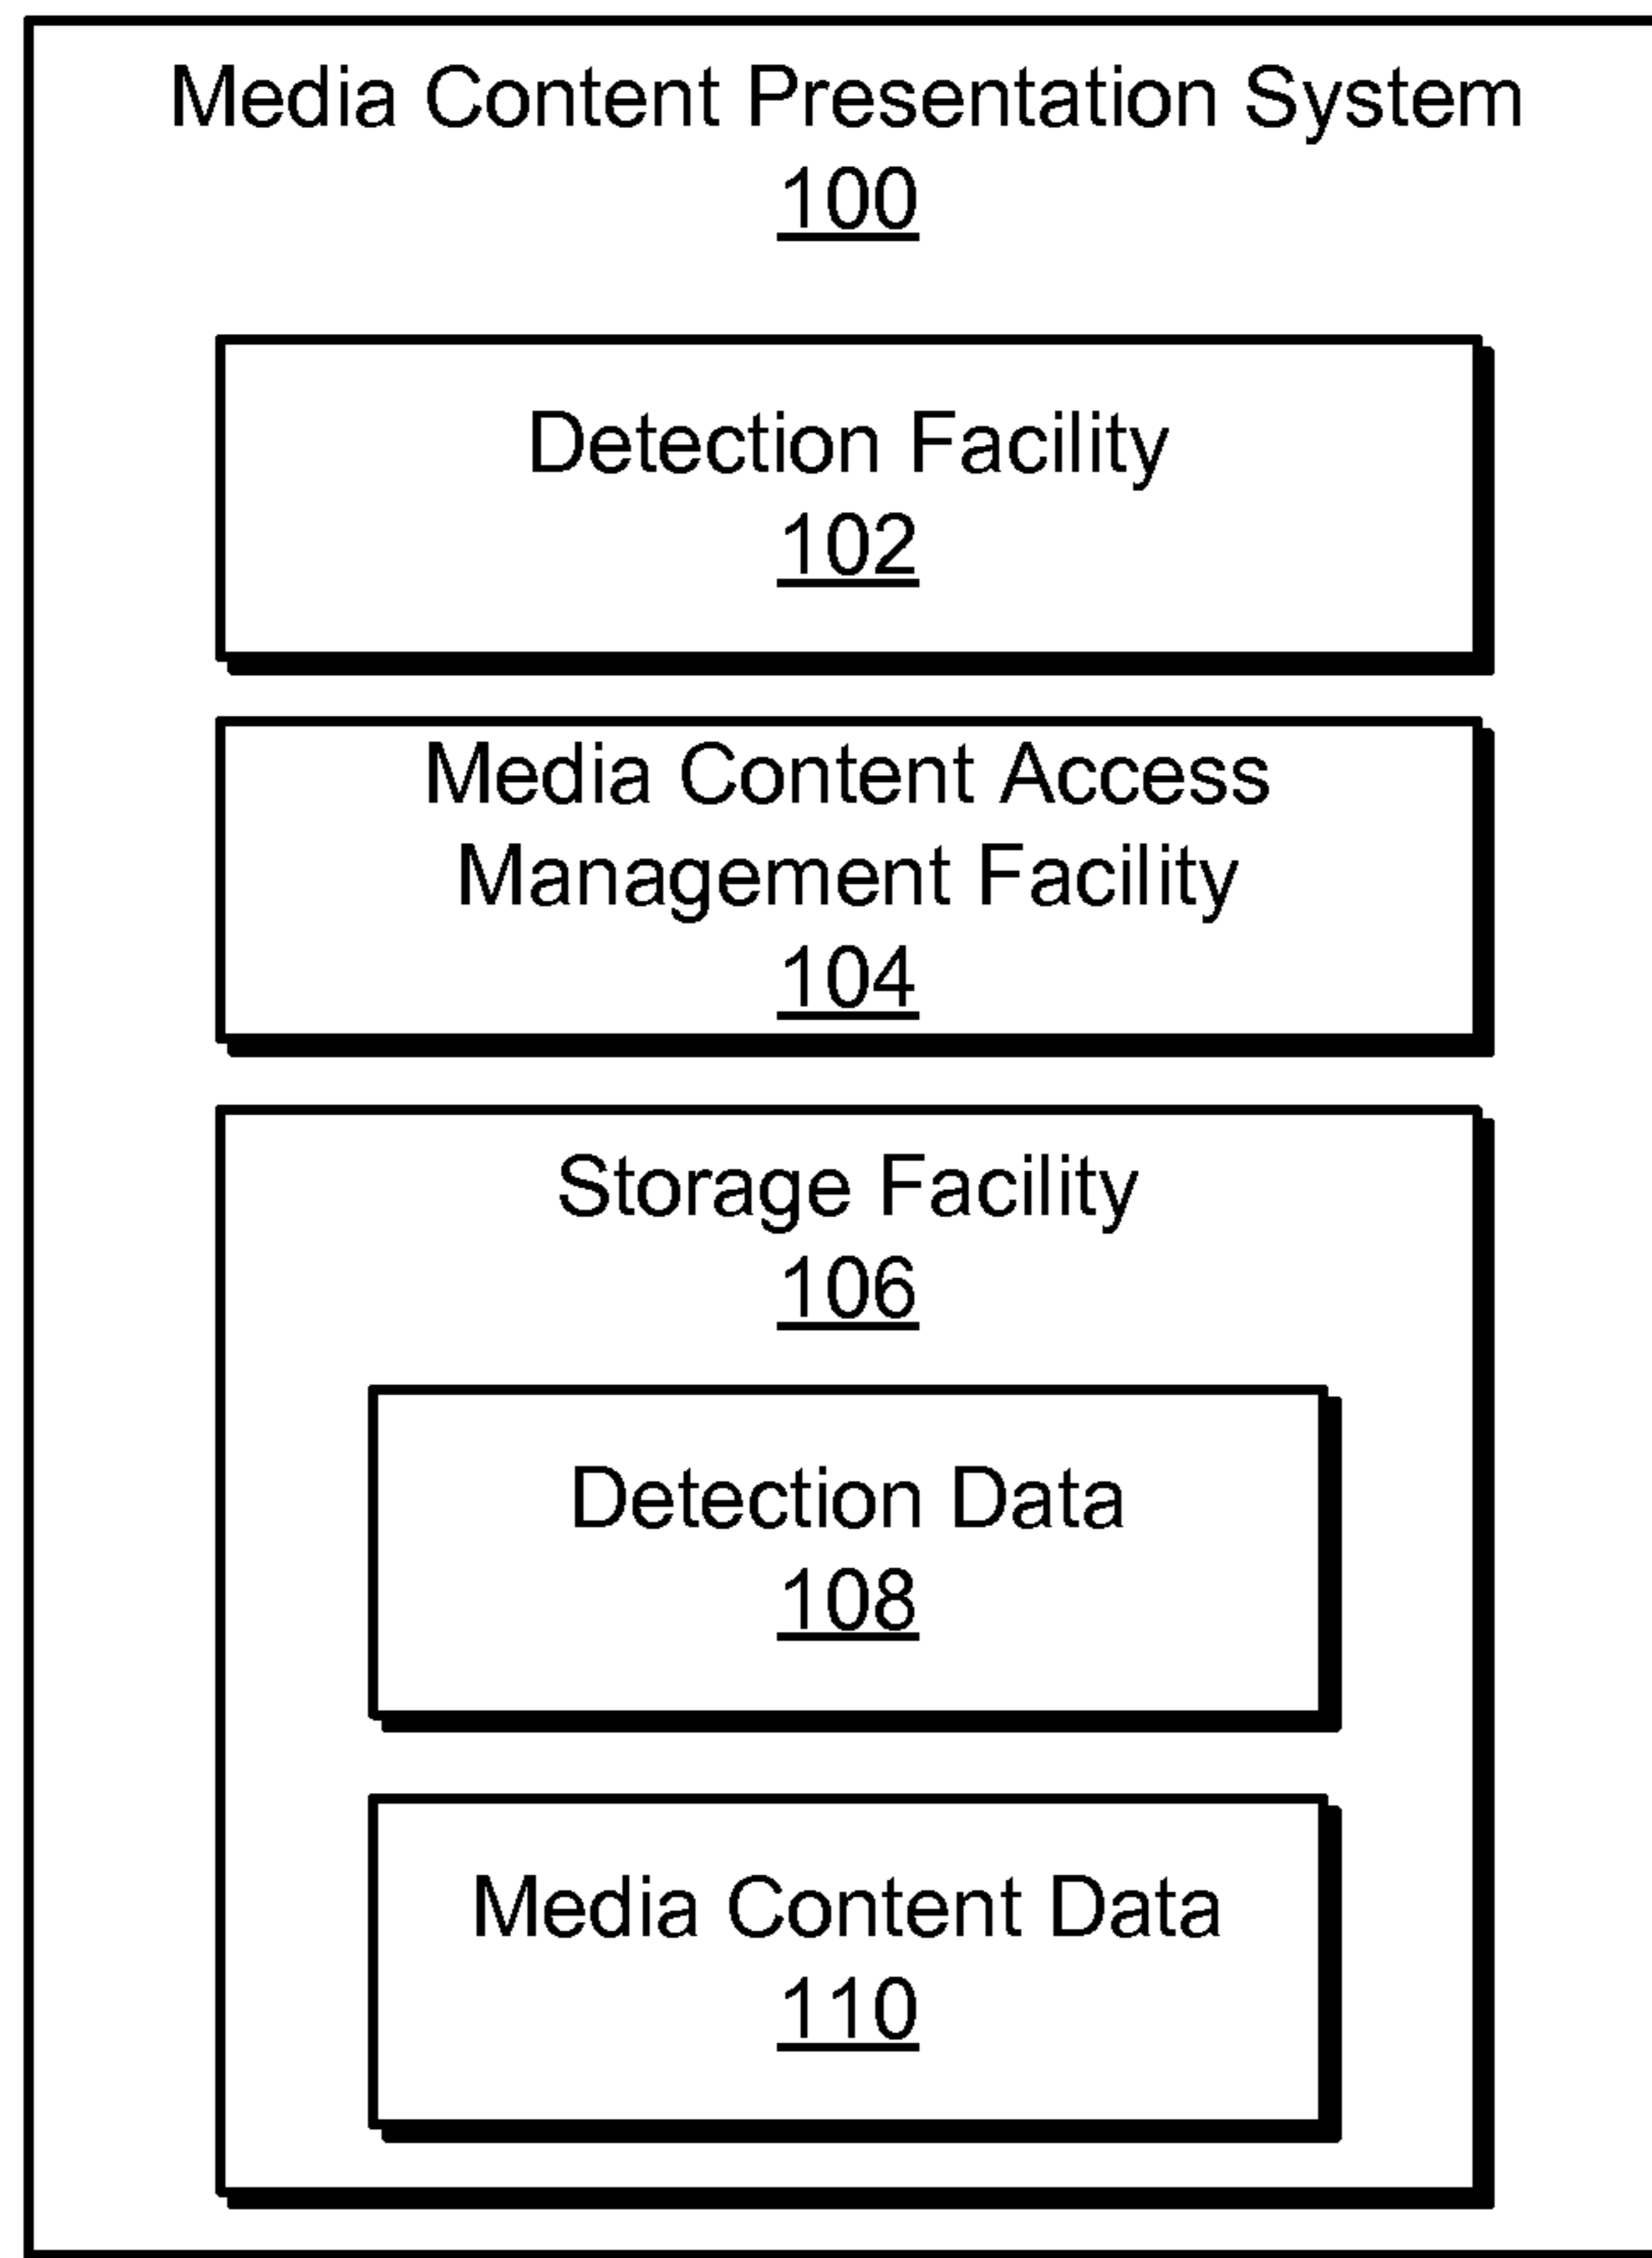 Media Content Presentation System
100
Detection Facility
102
Media Content Access
Management Facility
104
Storage Facility
106
Detection Data
108
Media Content Data
110